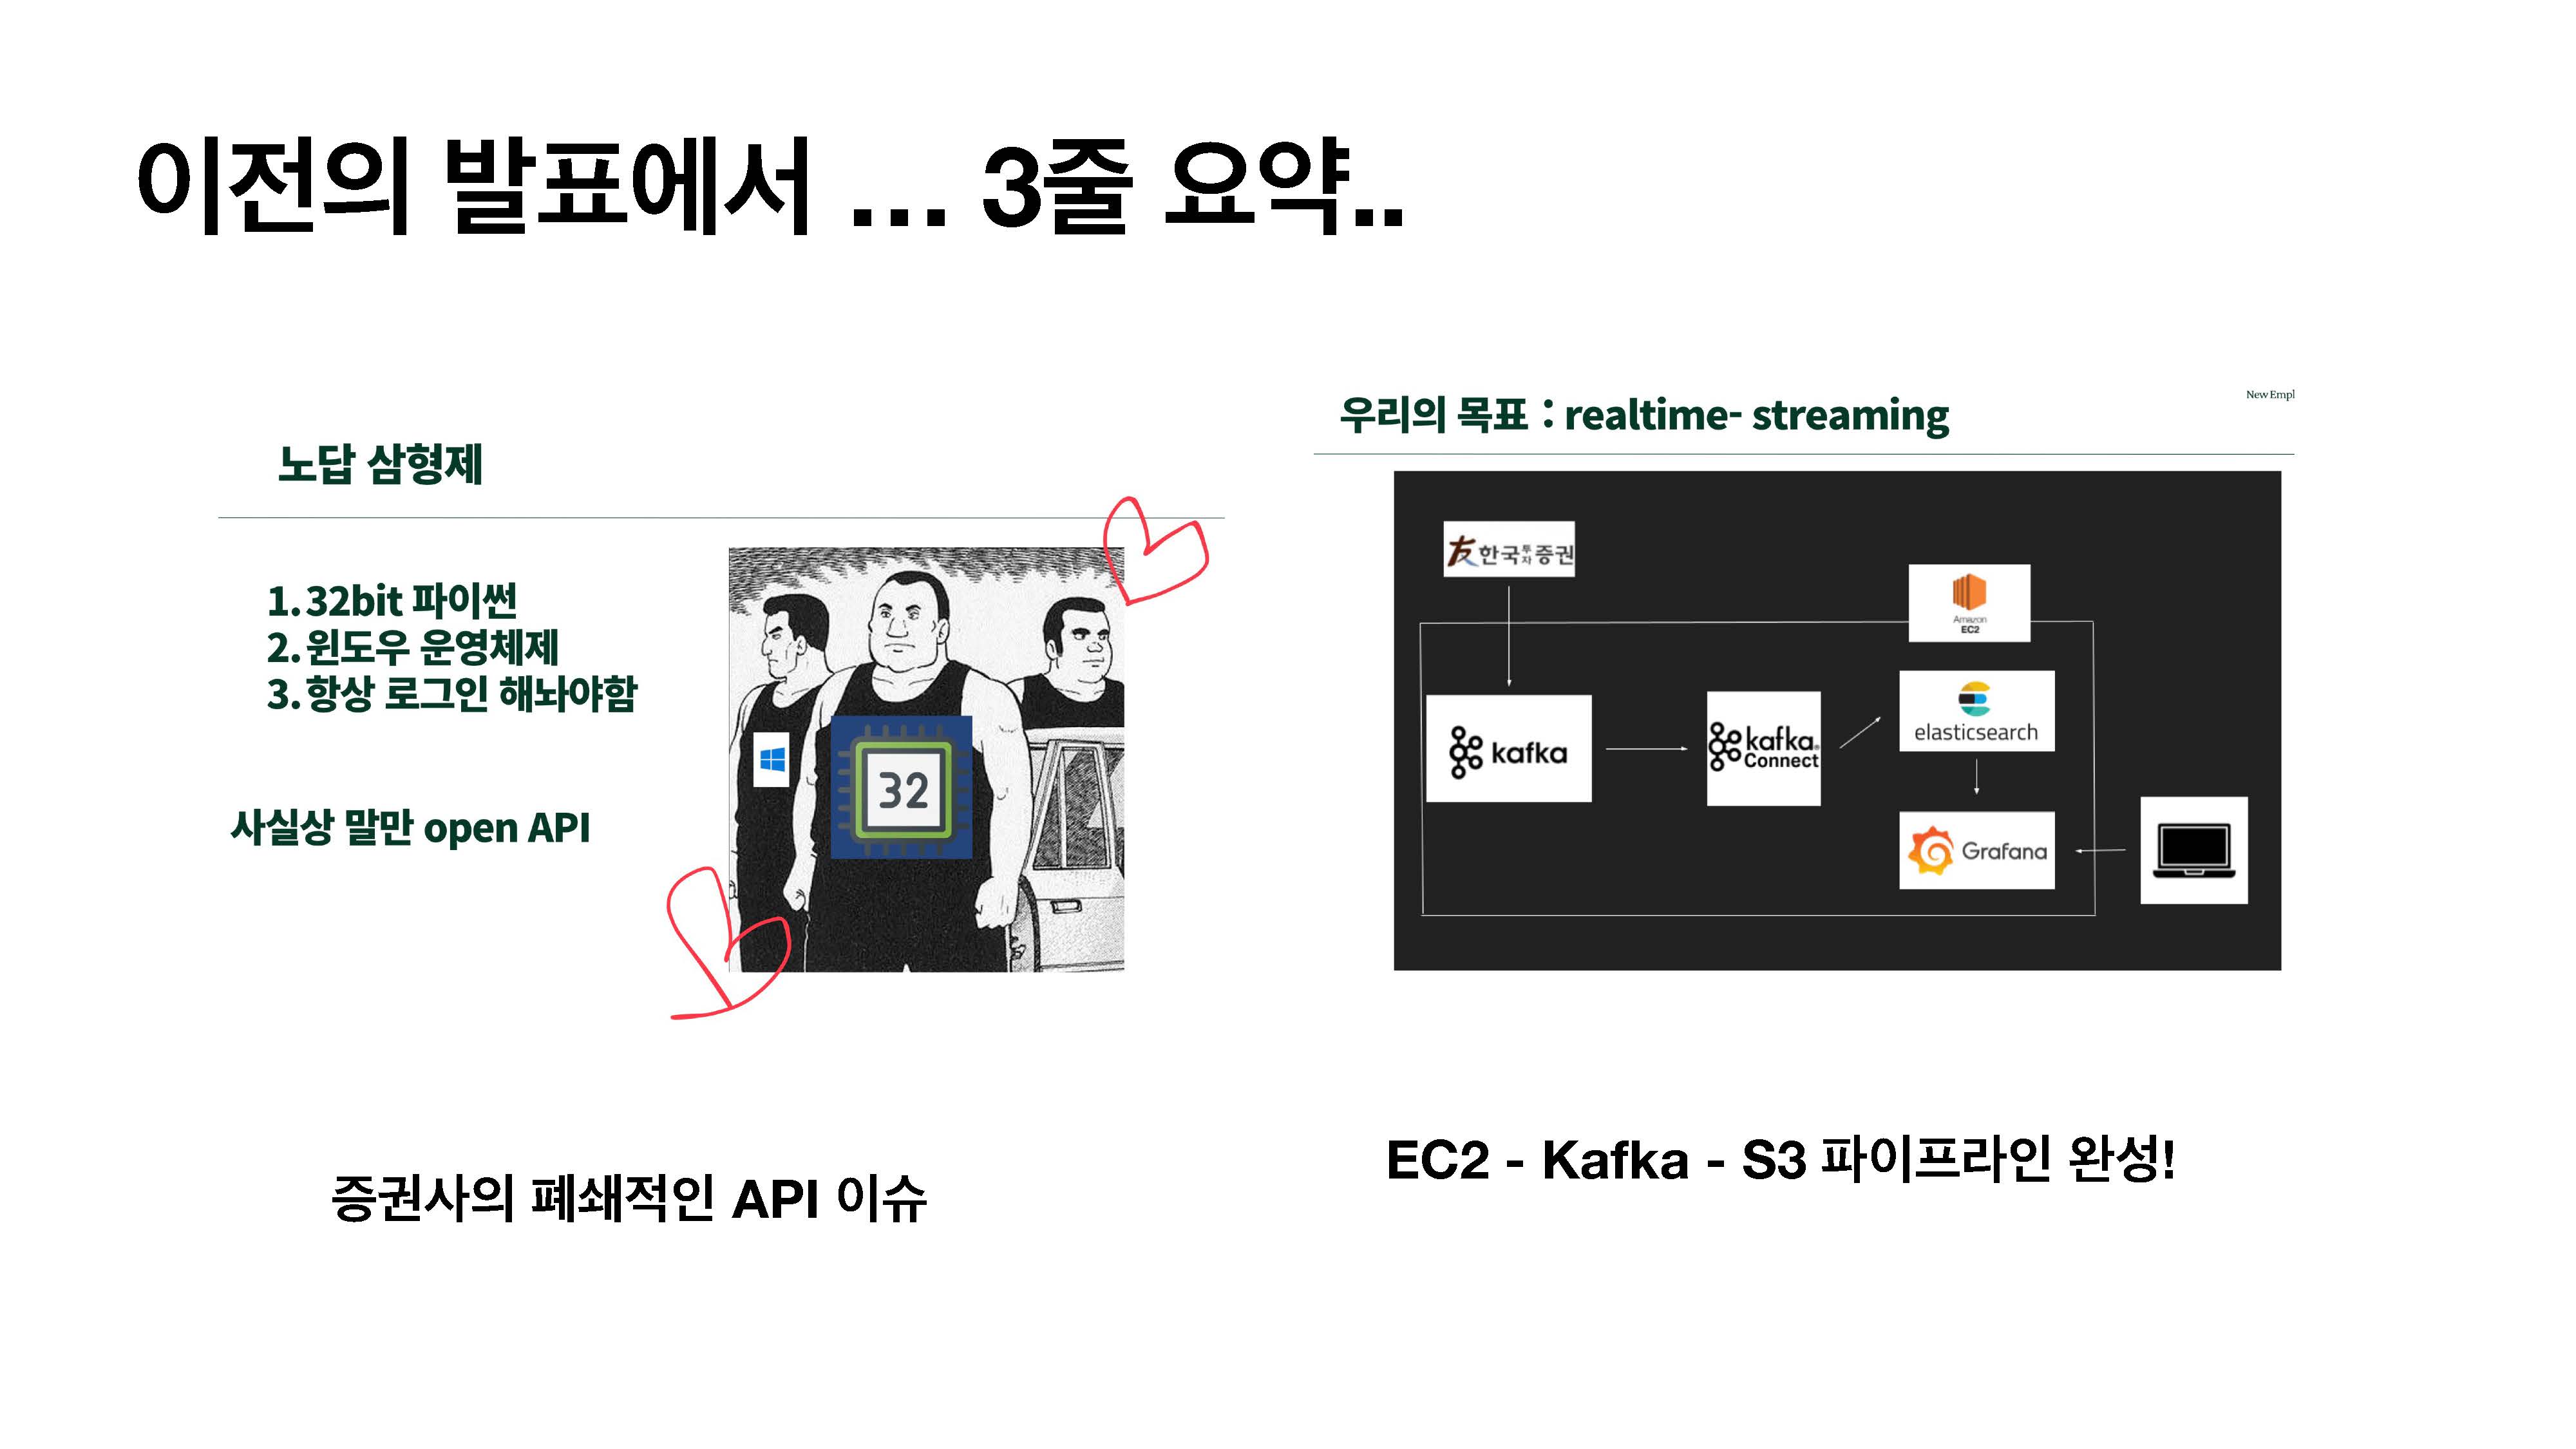 이전의 발표에서 ... 3줄 요약..
노답 삼형제
1. 32bit 파이썬
2. 윈도우 운영체제
3. 항상 로그인 해놔야함
사실상 말만 open API
32
증권사의 폐쇄적인 API 이슈
New Empl
우리의 목표 : realtime- streaming
友한국투자증권
Amazon
EC2
kafka
kafka
Connect
elasticsearch
Grafana
EC2 - Kafka - S3 파이프라인 완성!